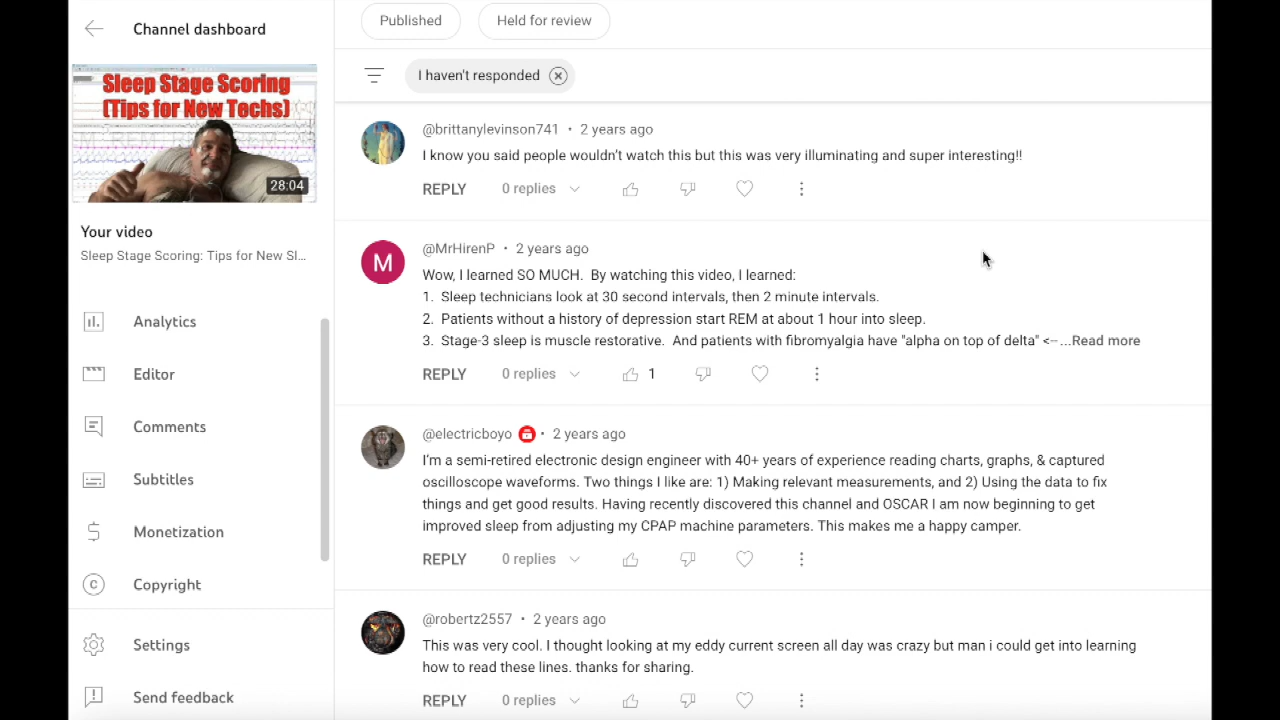 Channel dashboard
Sleep Stage Scoring
(Tips for New Techs)
28:04
Your video
Sleep Stage Scoring: Tips for New Sl...
Analytics
Editor
Comments
Subtitles
Monetization
Copyright
Settings
Send feedback
Published
Held for review
I haven't responded
@brittanylevinson741 • 2 years ago
I know you said people wouldn't watch this but this was very illuminating and super interesting!!
REPLY 0 replies
M
@MrHirenP • 2 years ago
Wow, I learned SO MUCH. By watching this video, I learned:
1. Sleep technicians look at 30 second intervals, then 2 minute intervals.
2. Patients without a history of depression start REM at about 1 hour into sleep.
3. Stage-3 sleep is muscle restorative. And patients with fibromyalgia have "alpha on top of delta" <-- ...Read more
REPLY 0 replies 1
@electricboyo • 2 years ago
I'm a semi-retired electronic design engineer with 40+ years of experience reading charts, graphs, & captured
oscilloscope waveforms. Two things I like are: 1) Making relevant measurements, and 2) Using the data to fix
things and get good results. Having recently discovered this channel and OSCAR I am now beginning to get
improved sleep from adjusting my CPAP machine parameters. This makes me a happy camper.
REPLY 0 replies
@robertz2557 • 2 years ago
This was very cool. I thought looking at my eddy current screen all day was crazy but man i could get into learning
how to read these lines. thanks for sharing.
REPLY 0 replies